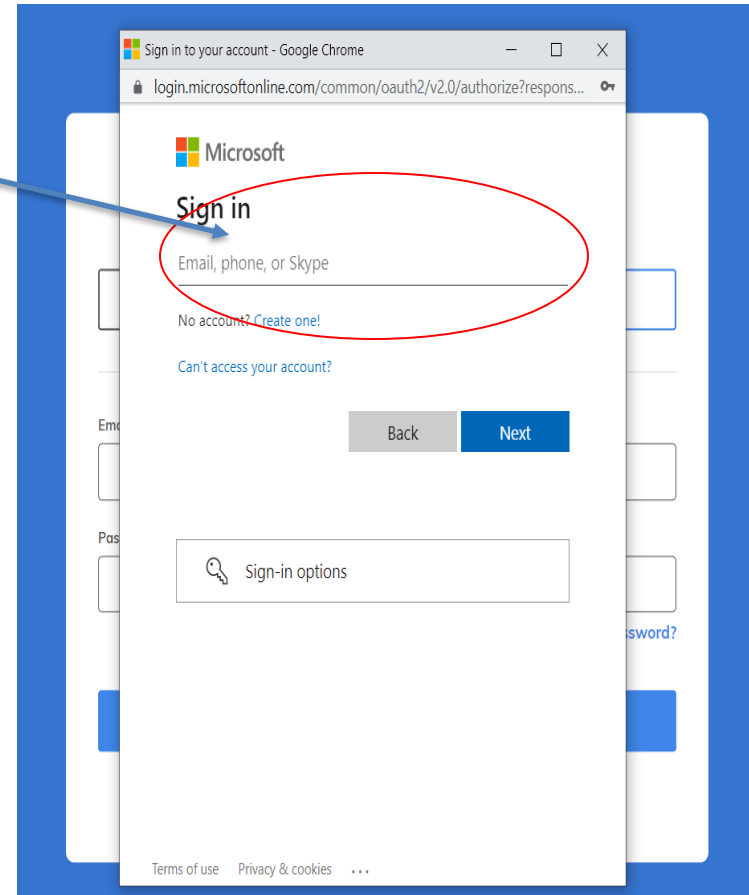 Sign in to your account - Google Chrome
login.microsoftonline.com/common/oauth2/v2.0/authorize?respons...
Microsoft
Sign in
Email, phone, or Skype
No account? Create one!
Can't access your account?
Ema
Back Next
Pas
Sign-in options
ssword?
Terms of use Privacy & cookies ...